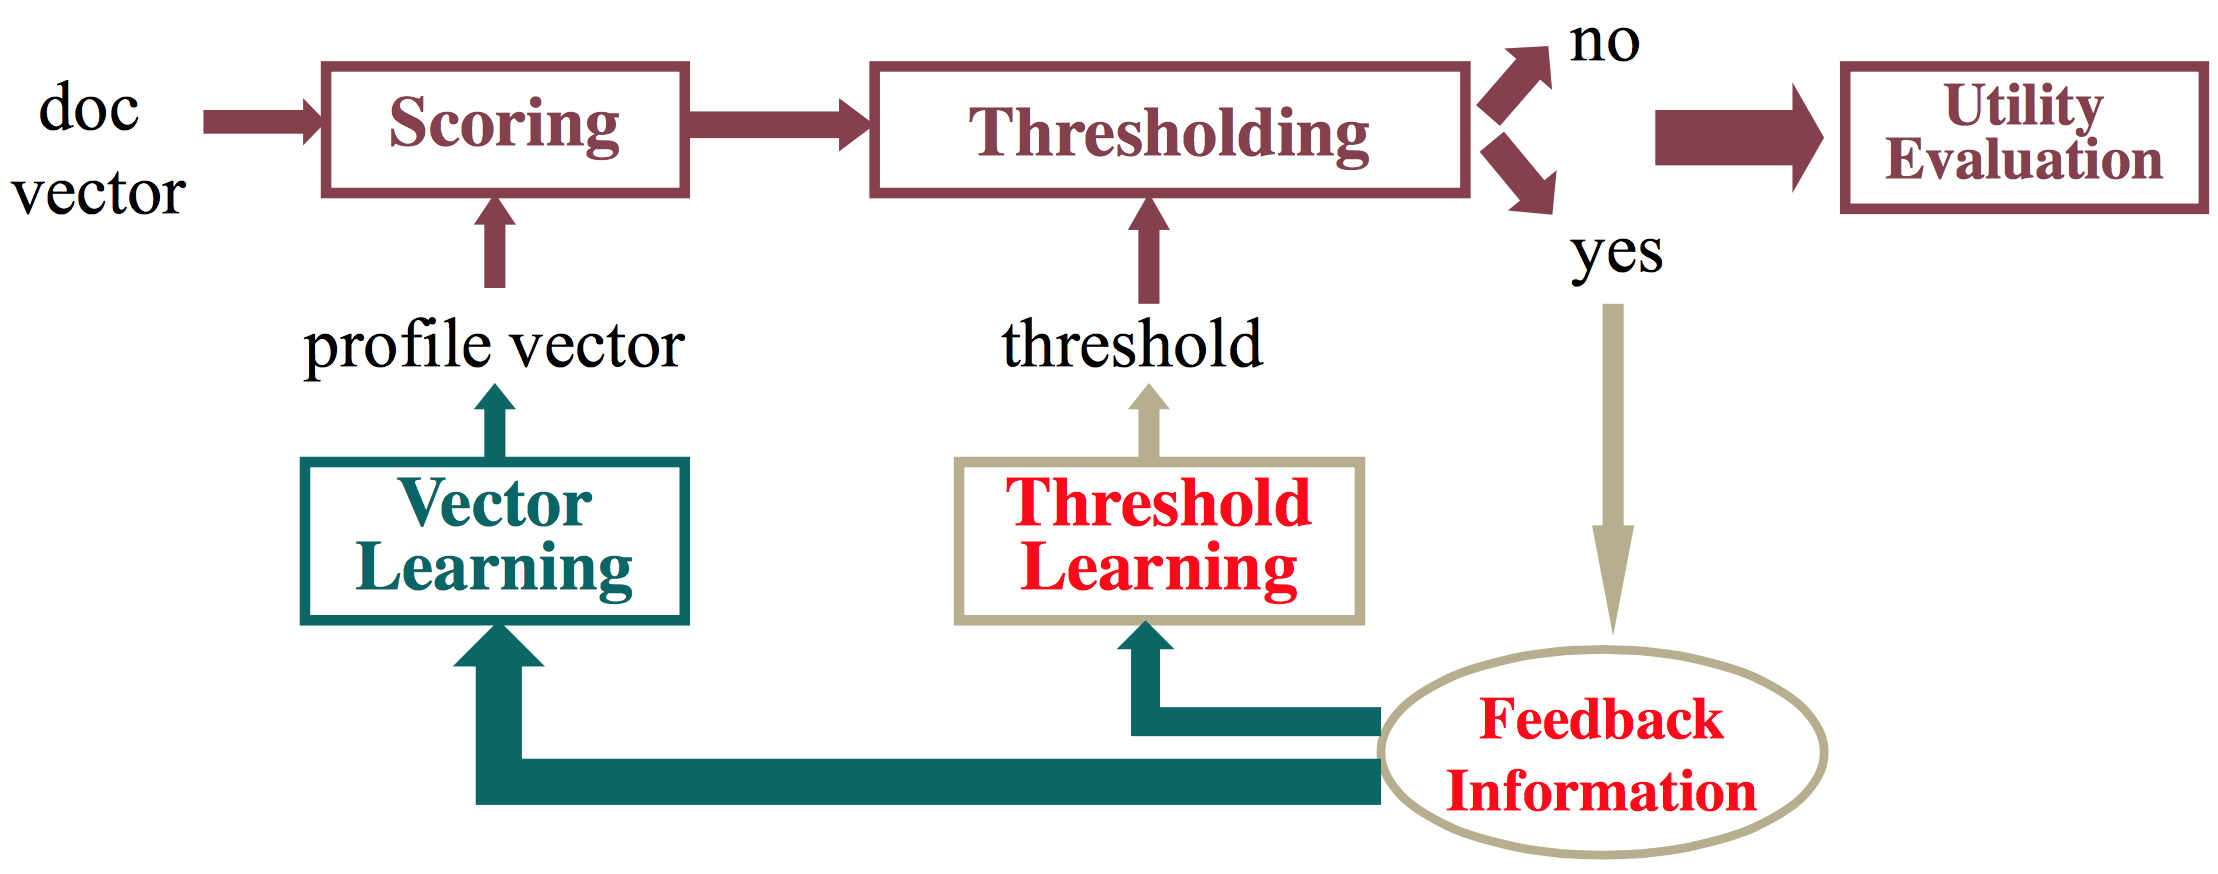 doc
vector
Scoring
Thresholding
no
yes
Utility
Evaluation
profile vector
threshold
Vector
Learning
Threshold
Learning
Feedback
Information